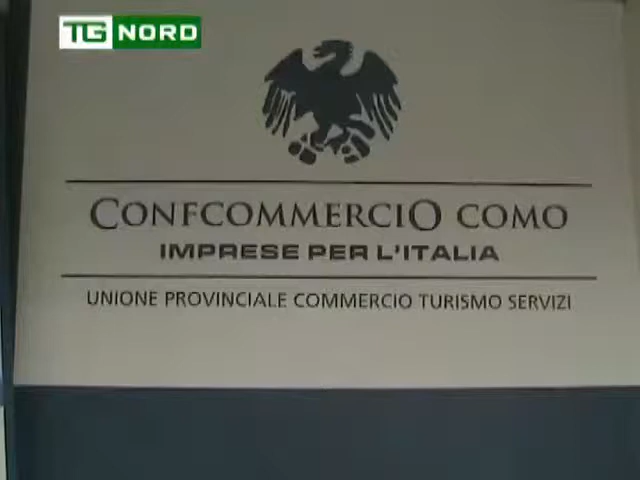 TG NORD
CONFCOMMERCIO COMO
IMPRESE PER L'ITALIA
UNIONE PROVINCIALE COMMERCIO TURISMO SERVIZI